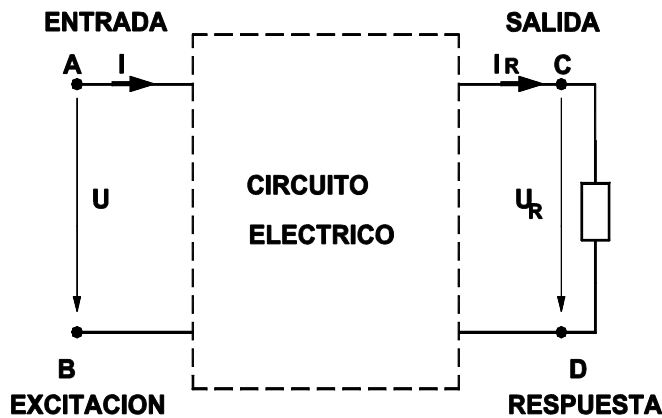 ENTRADA
SALIDA
A
I
IR
C
U
CIRCUITO
ELECTRICO
UR
B
D
EXCITACION
RESPUESTA